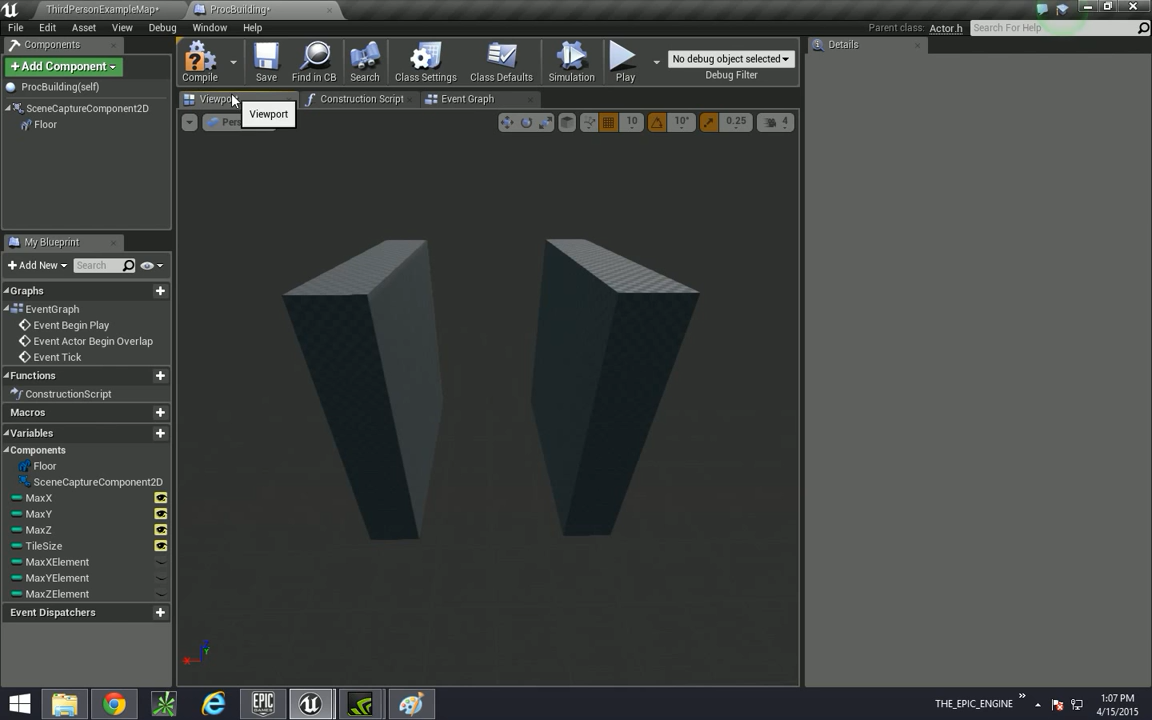 ThirdPersonExampleMap*
ProcBuilding*
File Edit Asset View Debug Window Help
Parent class: Actor.h Search For Help
Components
+Add Component
ProcBuilding(self)
SceneCaptureComponent2D
Floor
Compile Save Find in CB Search Class Settings Class Defaults Simulation Play
No debug object selected
Debug Filter
Details
Viewport Construction Script Event Graph
Viewport
10 10° 0.25 4
My Blueprint
+Add New Search
Graphs
EventGraph
Event Begin Play
Event Actor Begin Overlap
Event Tick
Functions
ConstructionScript
Macros
Variables
Components
Floor
SceneCaptureComponent2D
MaxX
MaxY
MaxZ
TileSize
MaxXElement
MaxYElement
MaxZElement
Event Dispatchers
EPIC GAMES
THE_EPIC_ENGINE
1:07 PM
4/15/2015